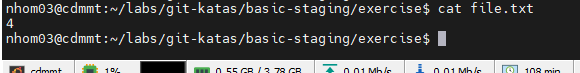 nhom03@cdmmt:~/labs/git-katas/basic-staging/exercise$ cat file.txt
4
nhom03@cdmmt:~/labs/git-katas/basic-staging/exercise$
cdmmt 1% 0.55 GB / 3.78 GB 0.01 Mb/s 0.01 Mb/s 108 min